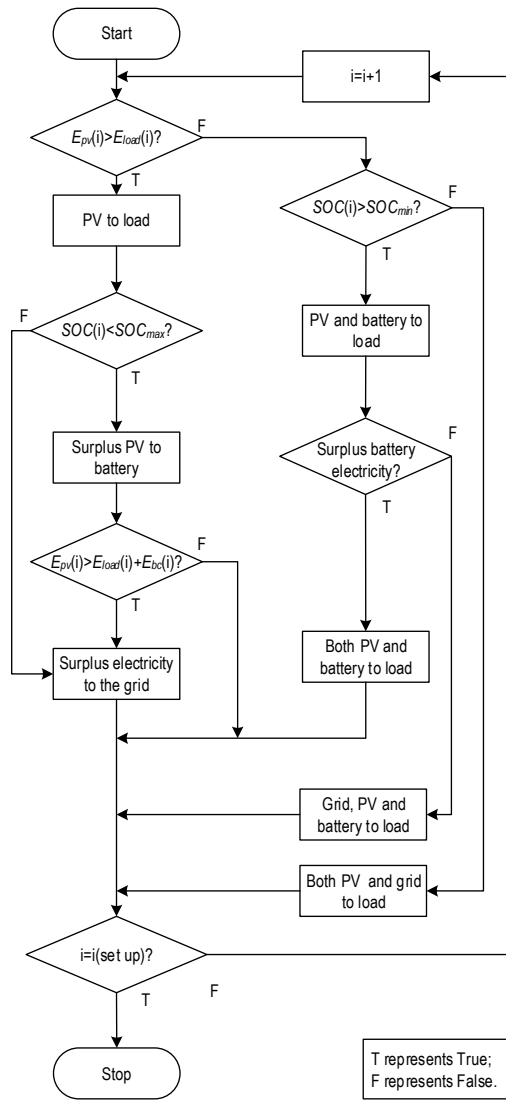 Start
i=i+1
Epv(i)>Eload(i)?
F
T
PV to load
SOC(i)>SOCmin?
F
T
F
SOC(i)<SOCmax?
T
PV and battery to
load
Surplus PV to
battery
Surplus battery
electricity?
F
T
Epv(i)>Eload(i)+Ebc(i)?
F
T
Surplus electricity
to the grid
Both PV and
battery to load
Grid, PV and
battery to load
Both PV and grid
to load
i=i(set up)?
T
F
Stop
T represents True;
F represents False.